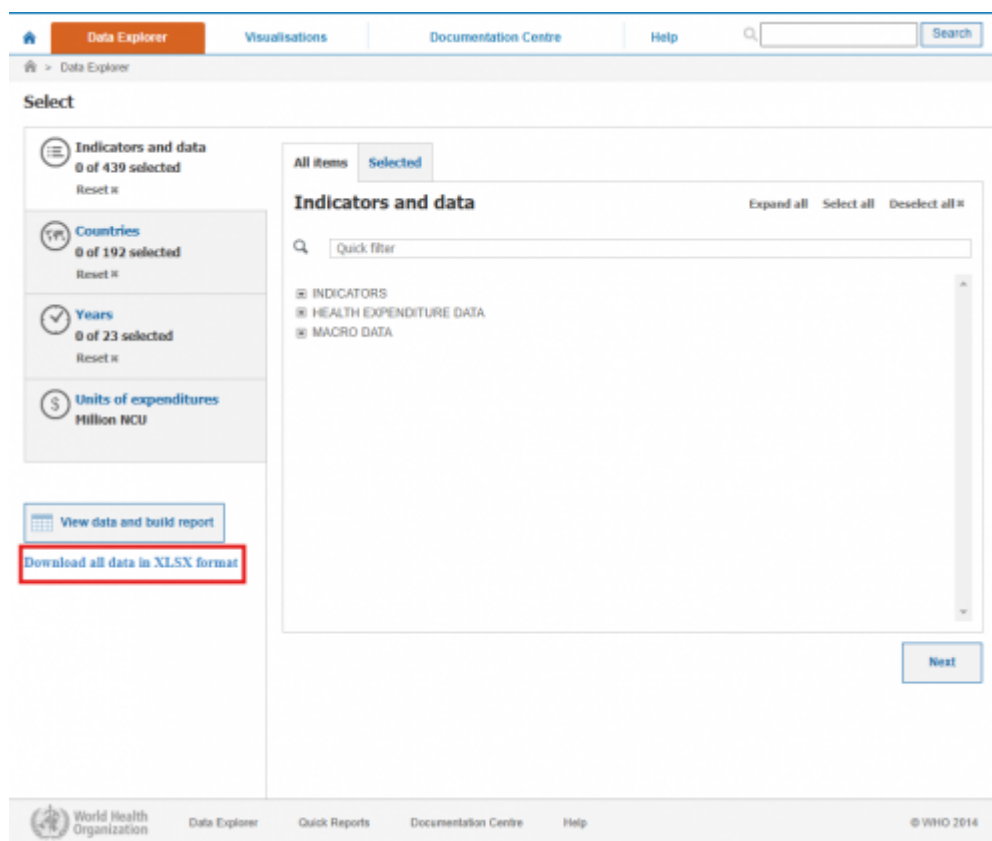 Data Explorer Visualisations Documentation Centre Help Search
> Data Explorer
Select
Indicators and data
0 of 439 selected
Reset
Countries
0 of 192 selected
Reset
Years
0 of 23 selected
Reset
Units of expenditures
Million NCU
View data and build report
Download all data in XLSX format
All items Selected
Indicators and data Expand all Select all Deselect all
Quick filter
INDICATORS
HEALTH EXPENDITURE DATA
MACRO DATA
Next
World Health
Organization
Data Explorer Quick Reports Documentation Centre Help © WHO 2014